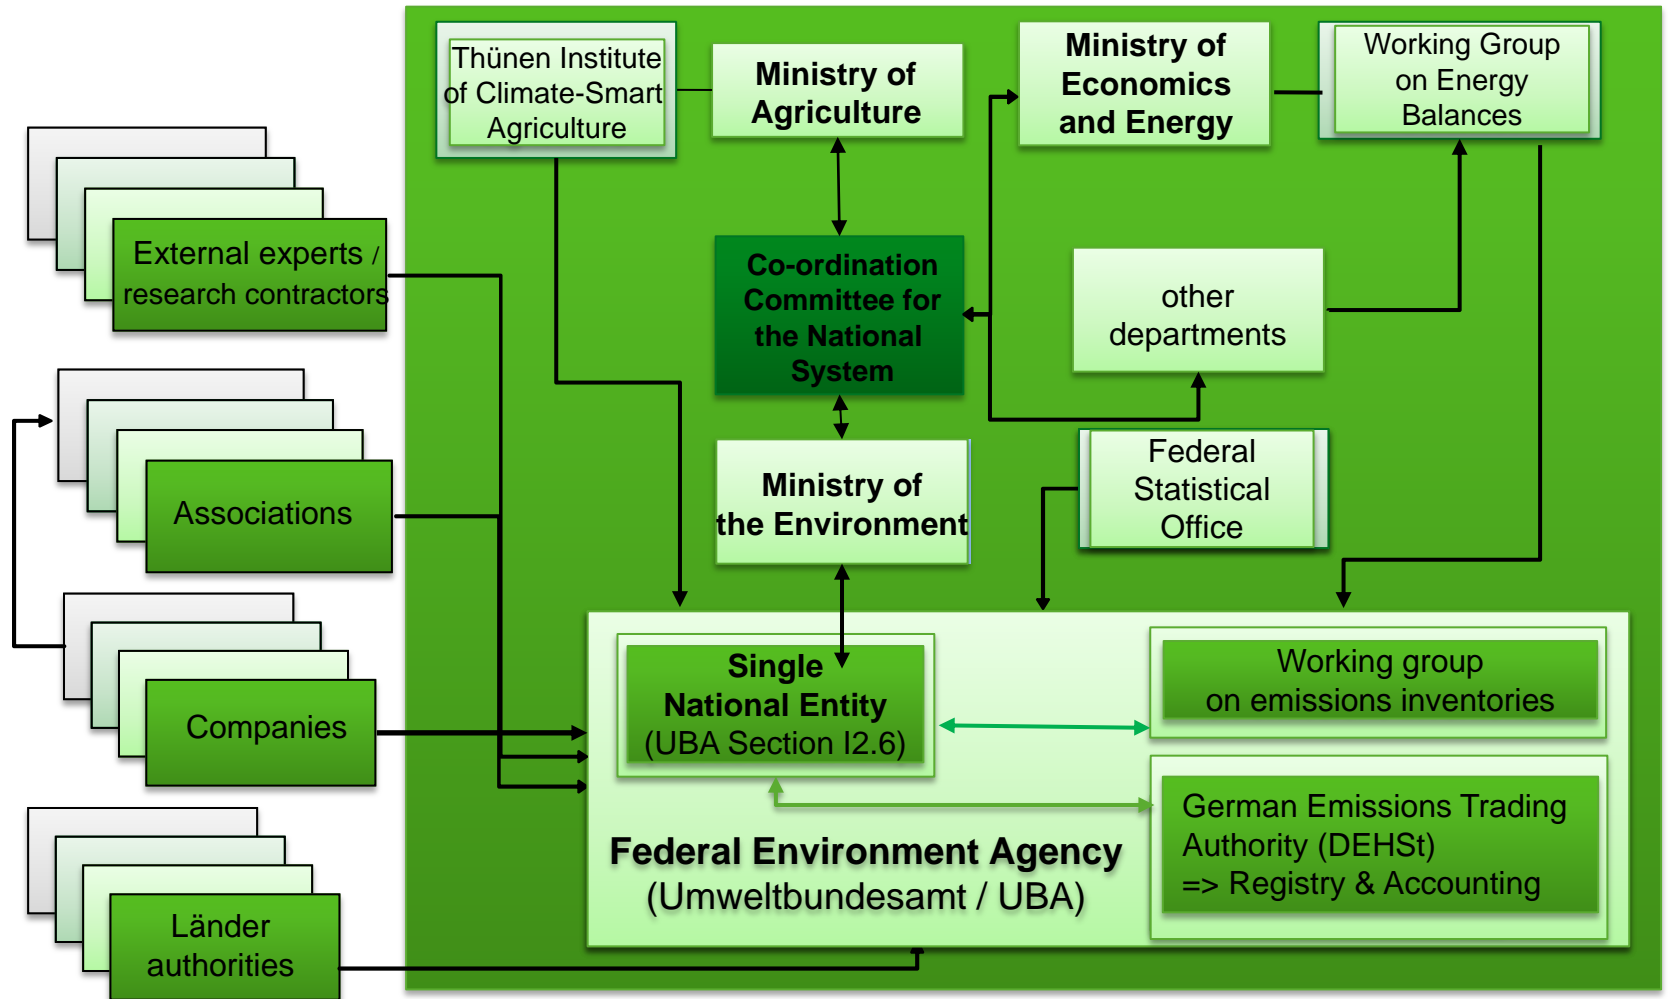 Thünen Institute
of Climate-Smart
Agriculture
Ministry of
Agriculture
Ministry of
Economics
and Energy
Working Group
on Energy
Balances
External experts /
research contractors
Co-ordination
Committee for
the National
System
other
departments
Associations
Ministry of
the Environment
Federal
Statistical
Office
Companies
Single
National Entity
(UBA Section I2.6)
Working group
on emissions inventories
German Emissions Trading
Authority (DEHSt)
=> Registry & Accounting
Federal Environment Agency
(Umweltbundesamt / UBA)
Länder
authorities